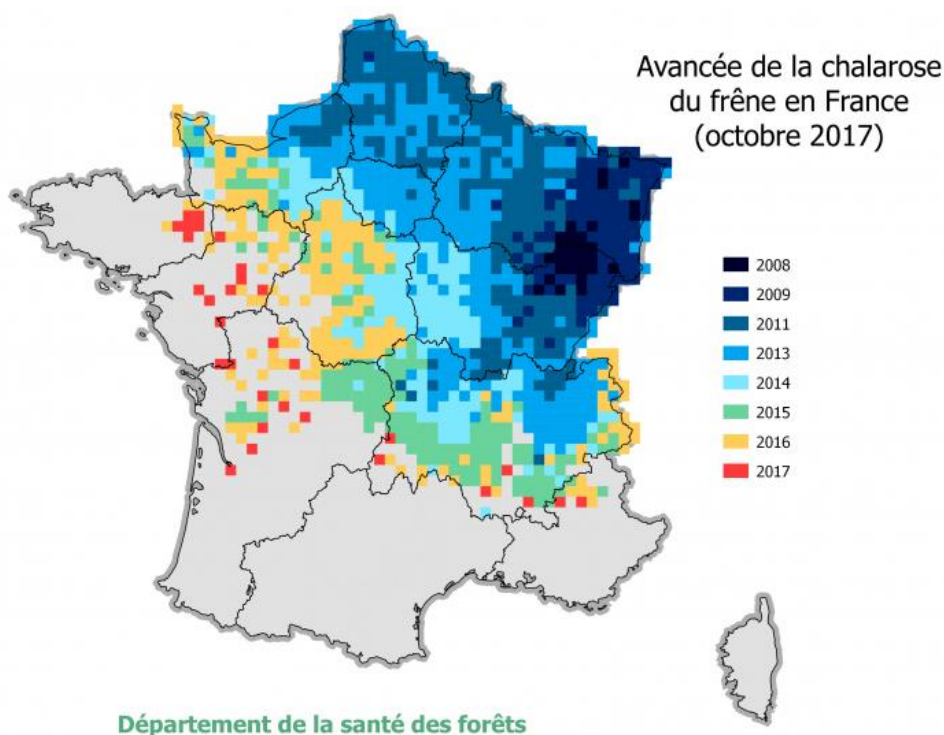 Avancée de la chalarose
du frêne en France
(octobre 2017)
2008
2009
2011
2013
2014
2015
2016
2017
Département de la santé des forêts